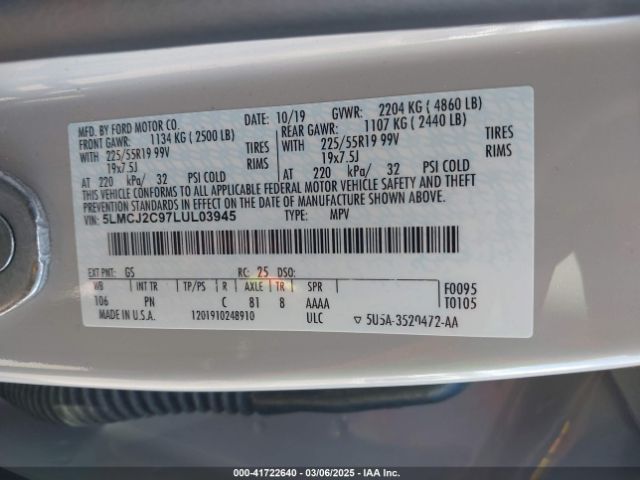 MFD. BY FORD MOTOR CO. DATE: 10/19 GVWR: 2204 KG ( 4860 LB)
FRONT GAWR: 1134 KG ( 2500 LB) REAR GAWR: 1107 KG ( 2440 LB)
WITH 225/55R19 99V TIRES WITH 225/55R19 99V TIRES
19x7.5J RIMS 19x7.5J RIMS
AT 220 kPa/ 32 PSI COLD AT 220 kPa/ 32 PSI COLD
THIS VEHICLE CONFORMS TO ALL APPLICABLE FEDERAL MOTOR VEHICLE SAFETY AND THEFT
PREVENTION STANDARDS IN EFFECT ON THE DATE OF MANUFACTURE SHOWN ABOVE.
VIN: 5LMCJ2C97LUL03945 TYPE: MPV
EXT PNT: GS RC: 25 DSO: F0095
WB INT TR TP/PS R AXLE TR SPR T0105
106 PN C 81 8 AAAA
MADE IN U.S.A. 1201910248910 ULC ▽ 5U5A-3520472-AA
000-41722640 - 03/06/2025 - IAA Inc.